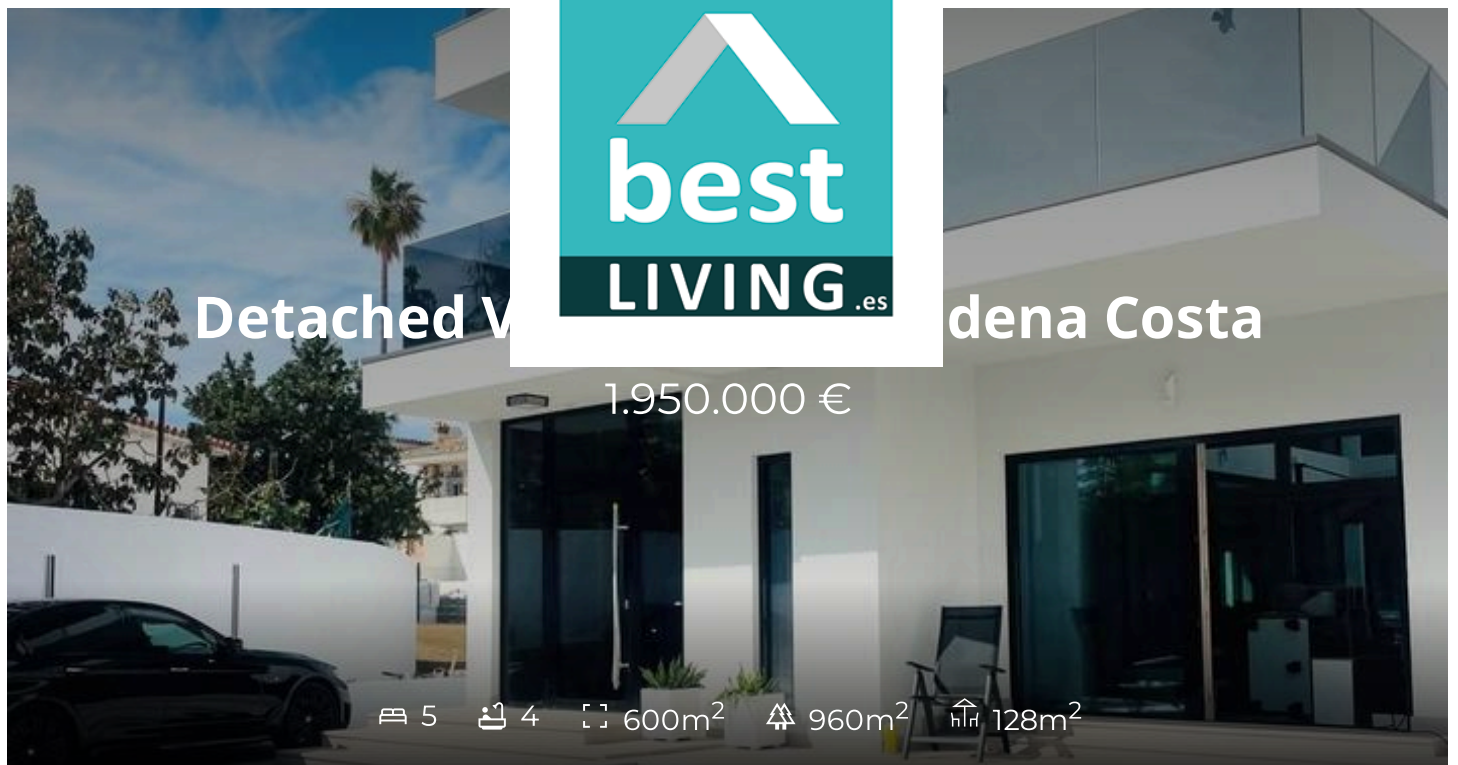 best
LIVING.es
Detached V dena Costa
1.950.000 €
5 4 600m² 960m² 128m²